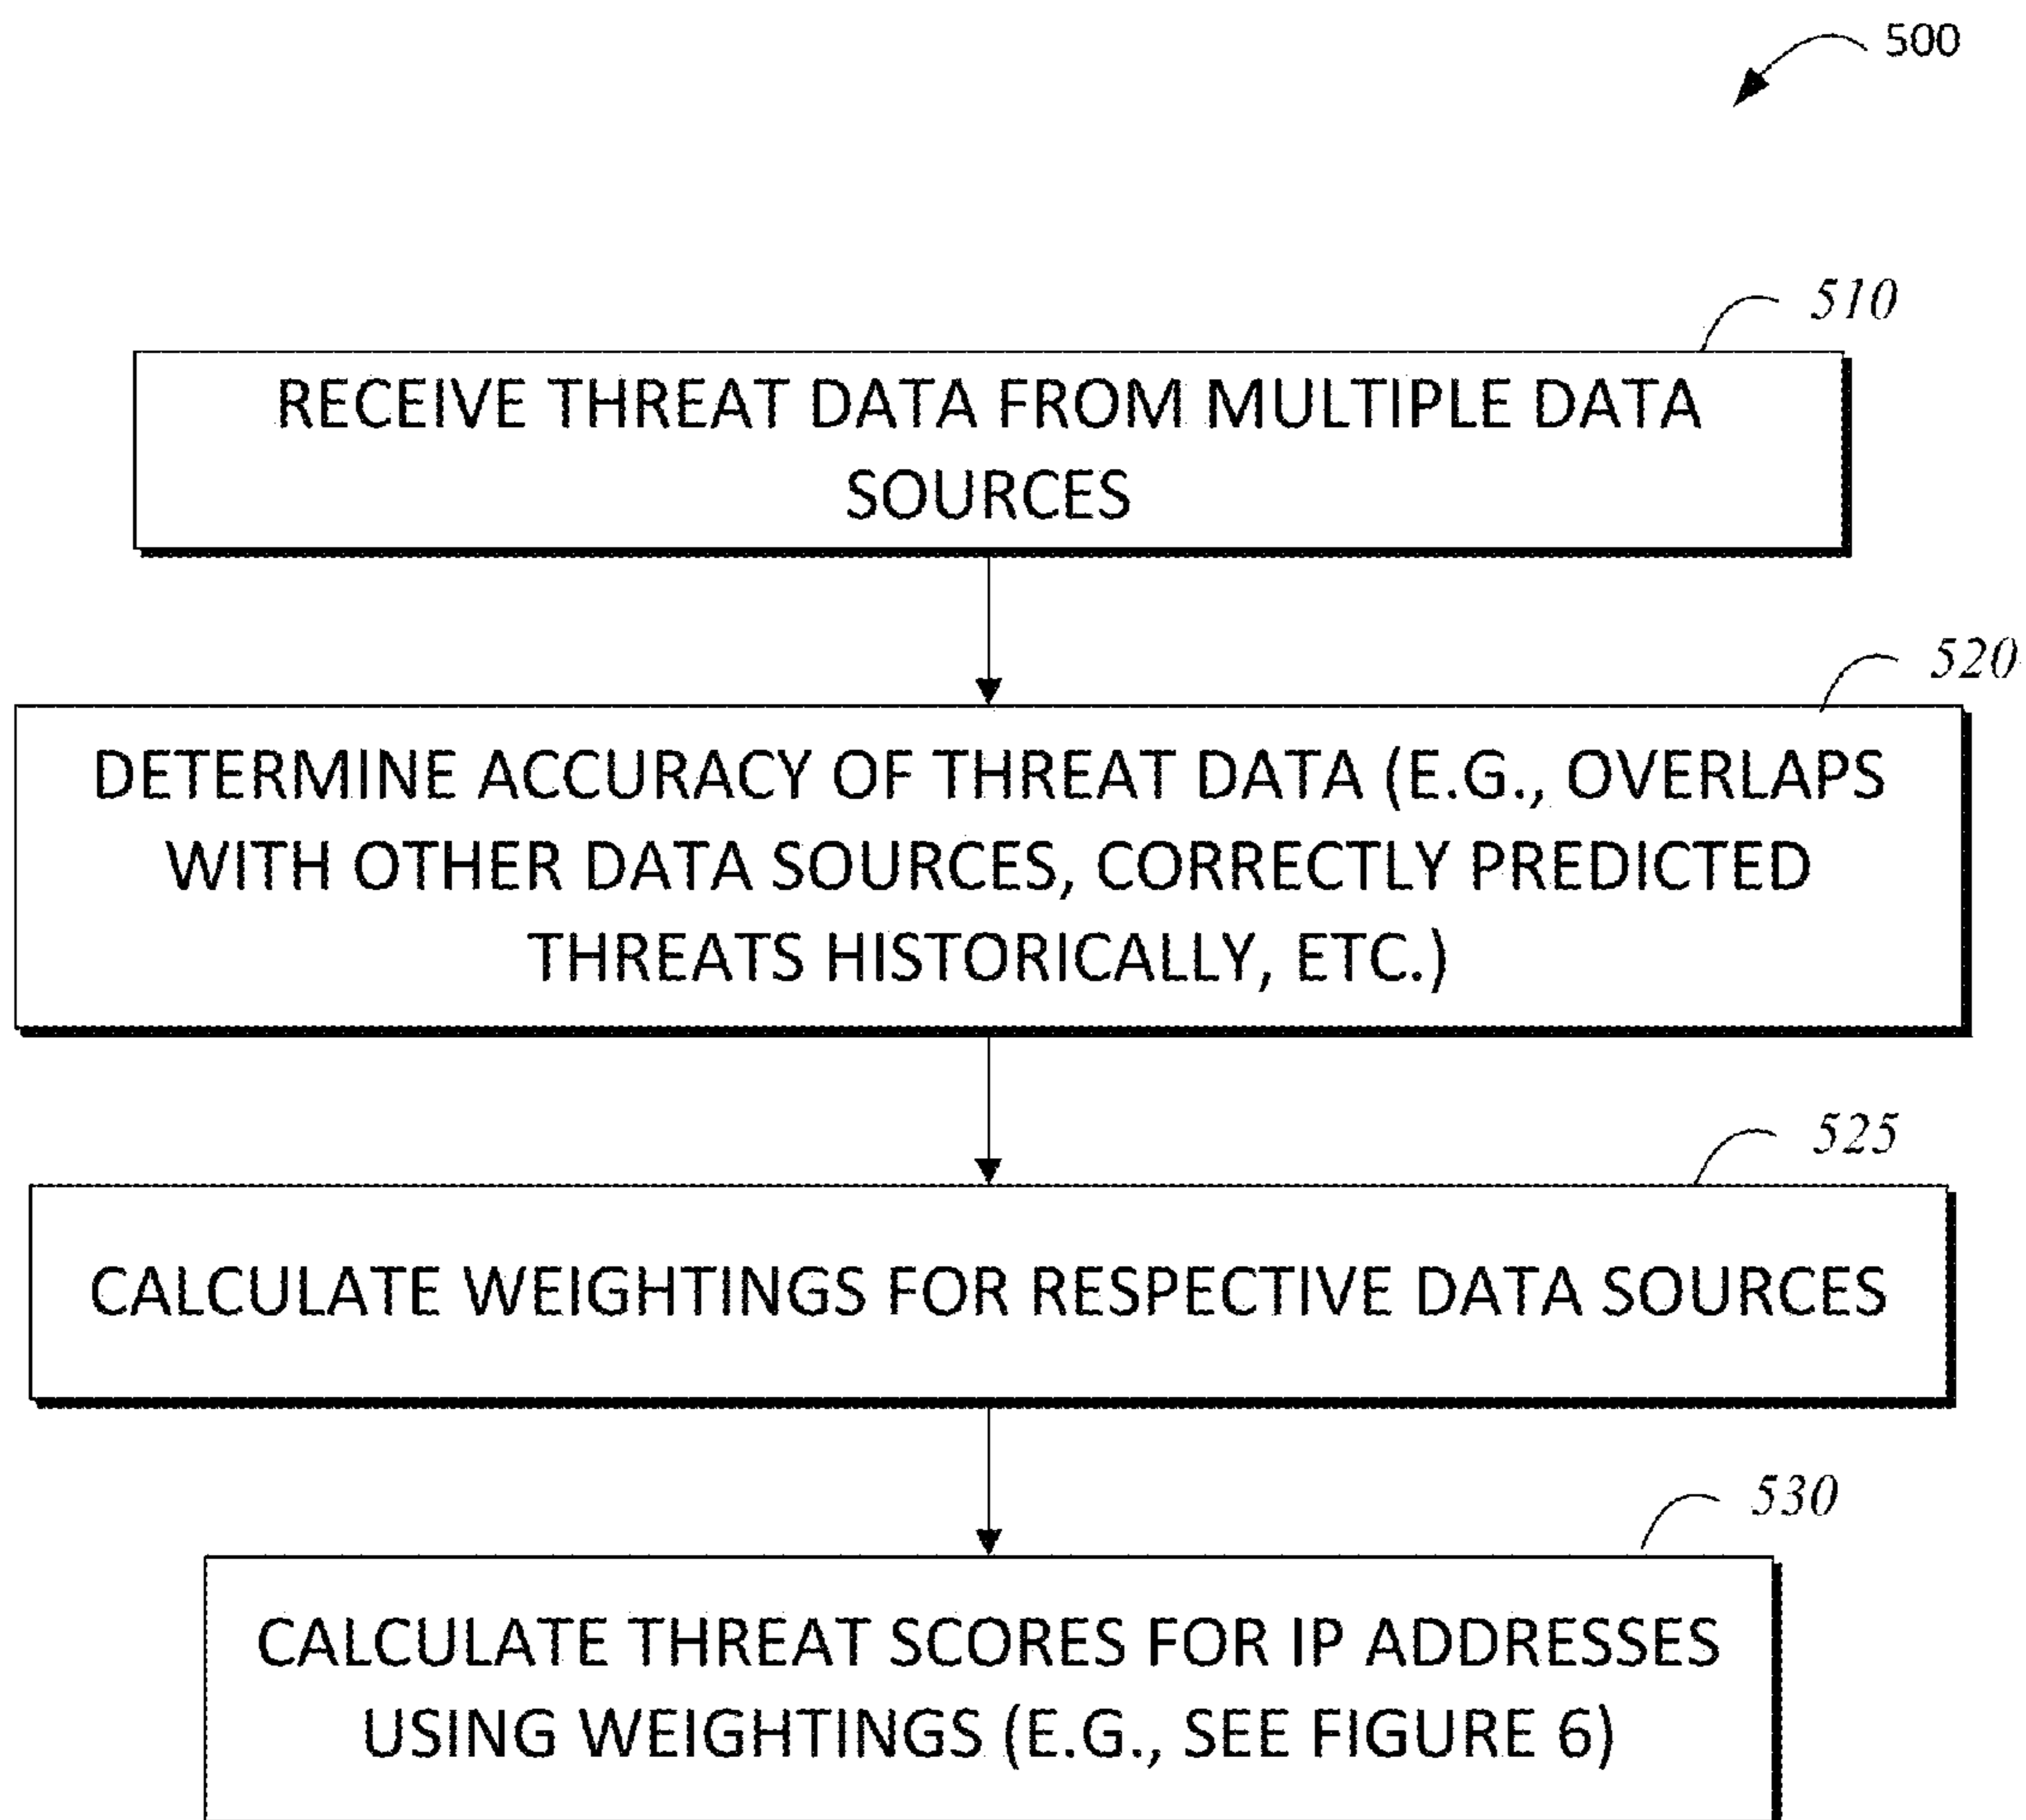 500
510
RECEIVE THREAT DATA FROM MULTIPLE DATA
SOURCES
520
DETERMINE ACCURACY OF THREAT DATA (E.G., OVERLAPS
WITH OTHER DATA SOURCES, CORRECTLY PREDICTED
THREATS HISTORICALLY, ETC.)
525
CALCULATE WEIGHTINGS FOR RESPECTIVE DATA SOURCES
530
CALCULATE THREAT SCORES FOR IP ADDRESSES
USING WEIGHTINGS (E.G., SEE FIGURE 6)